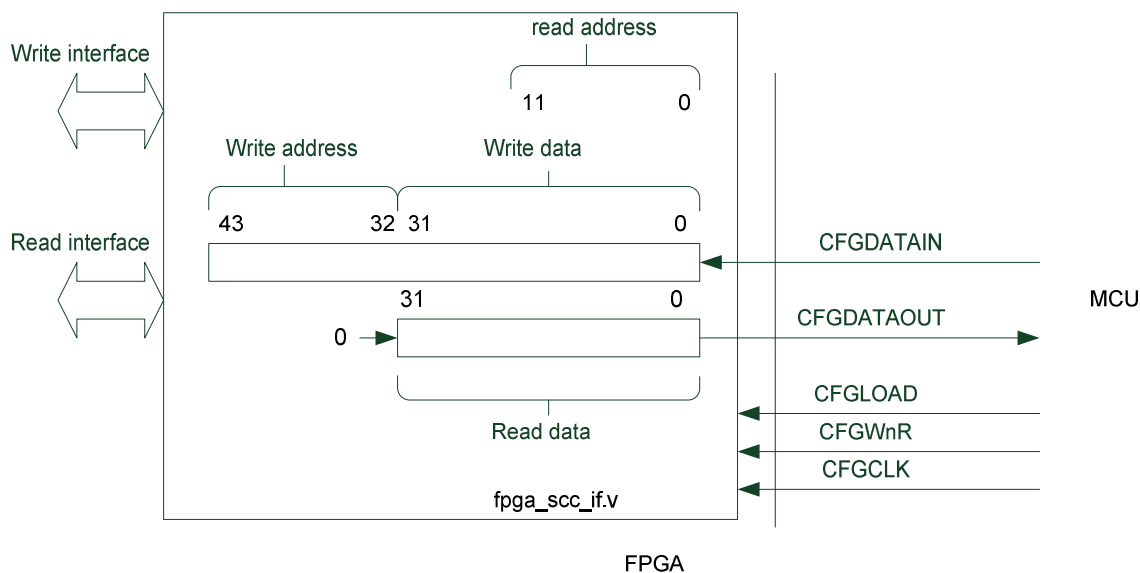 read address
Write interface
11 0
Write address Write data
43 32 31 0
Read interface
CFGDATAIN
31 0
MCU
CFGDATAOUT
0
CFGLOAD
Read data
CFGWnR
CFGCLK
fpga_scc_if.v
FPGA